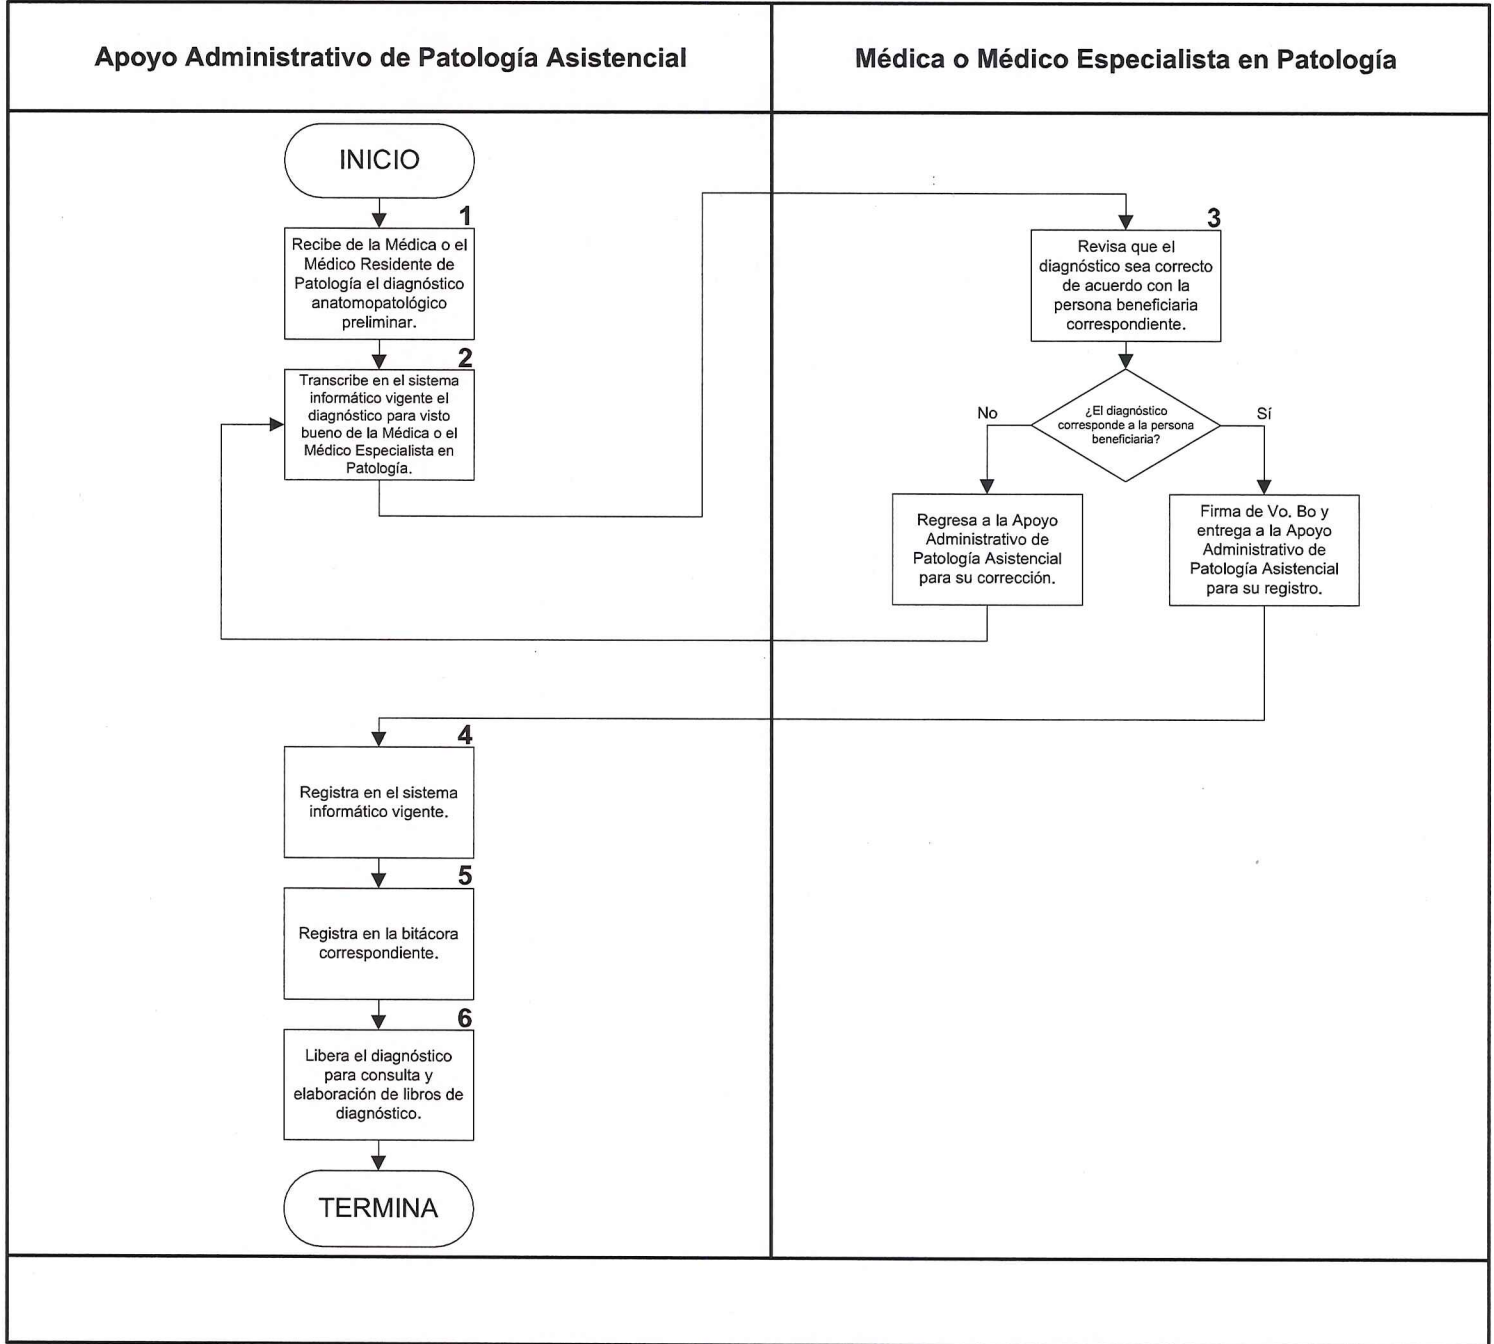 Apoyo Administrativo de Patología Asistencial
Médica o Médico Especialista en Patología
INICIO
1
Recibe de la Médica o el
Médico Residente de
Patología el diagnóstico
anatomopatológico
preliminar.
2
Transcribe en el sistema
informático vigente el
diagnóstico para visto
bueno de la Médica o el
Médico Especialista en
Patología.
3
Revisa que el
diagnóstico sea correcto
de acuerdo con la
persona beneficiaria
correspondiente.
¿El diagnóstico
corresponde a la persona
beneficiaria?
No
Sí
Regresa a la Apoyo
Administrativo de
Patología Asistencial
para su corrección.
Firma de Vo. Bo y
entrega a la Apoyo
Administrativo de
Patología Asistencial
para su registro.
4
Registra en el sistema
informático vigente.
5
Registra en la bitácora
correspondiente.
6
Libera el diagnóstico
para consulta y
elaboración de libros de
diagnóstico.
TERMINA